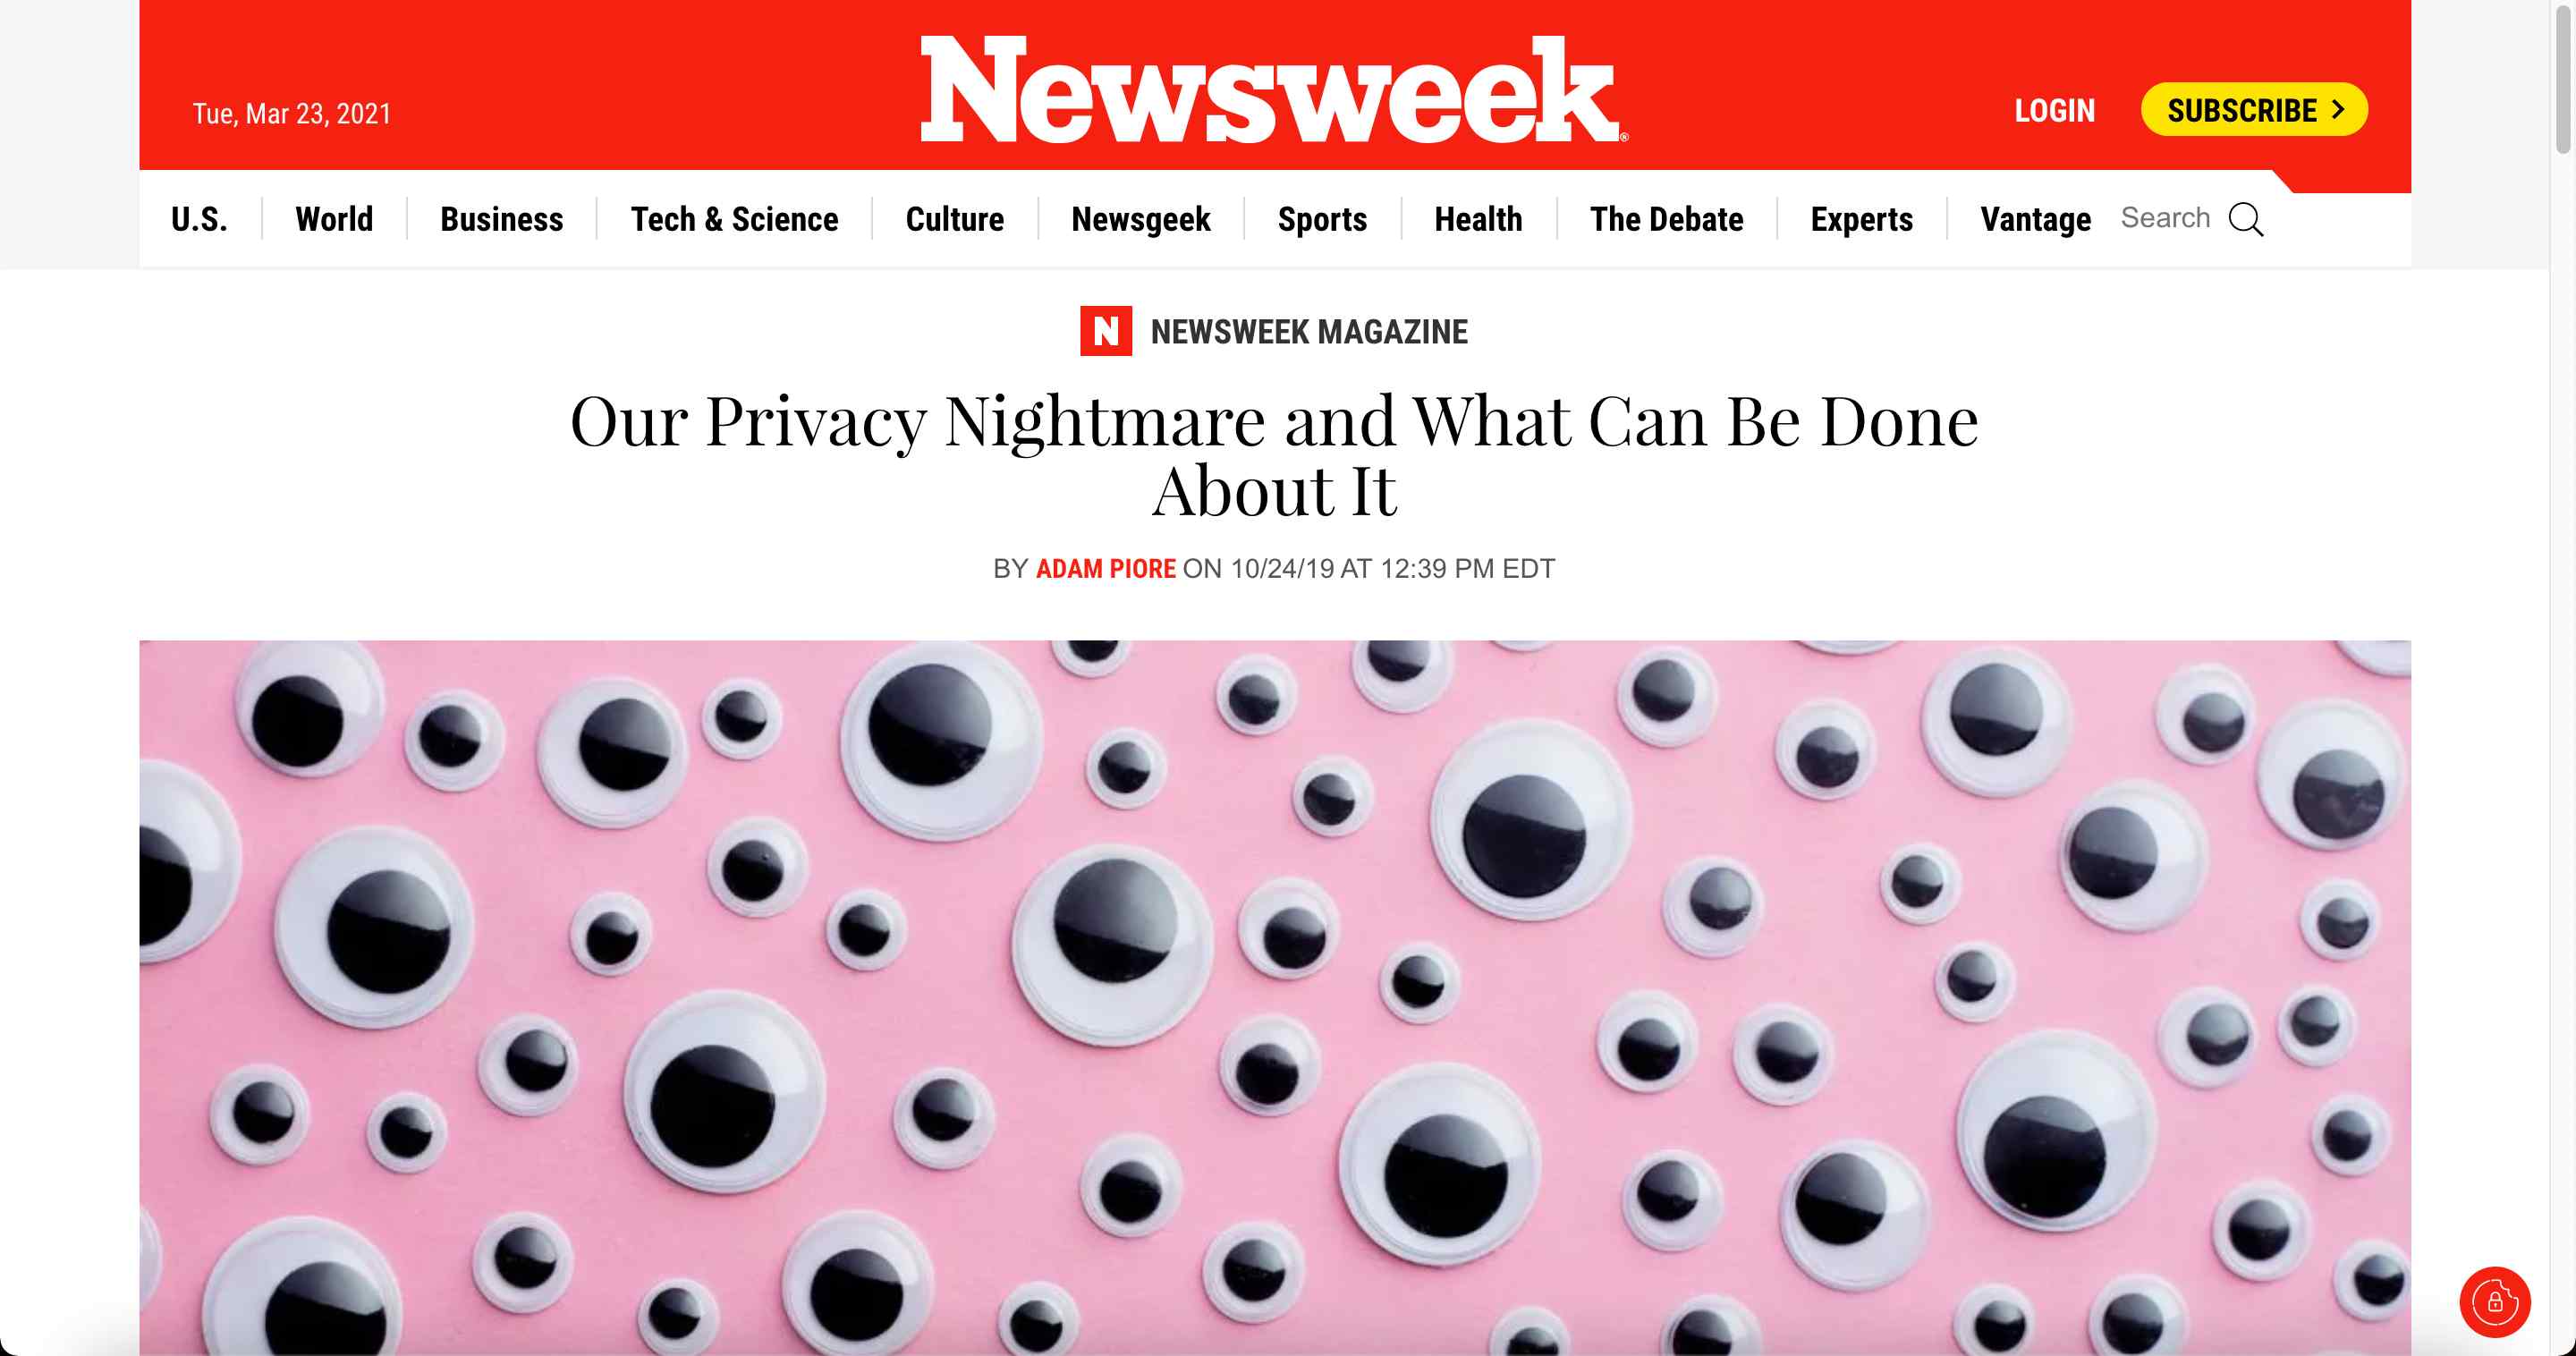 Newsweek®
Tue, Mar 23, 2021
LOGIN
SUBSCRIBE >
U.S.
World
Business
Tech & Science
Culture
Newsgeek
Sports
Health
The Debate
Experts
Vantage
Search
N NEWSWEEK MAGAZINE
Our Privacy Nightmare and What Can Be Done
About It
BY ADAM PIORE ON 10/24/19 AT 12:39 PM EDT